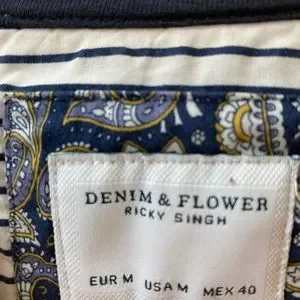 DENIM & FLOWER
RICKY SINGH
EUR M USA M MEX 40